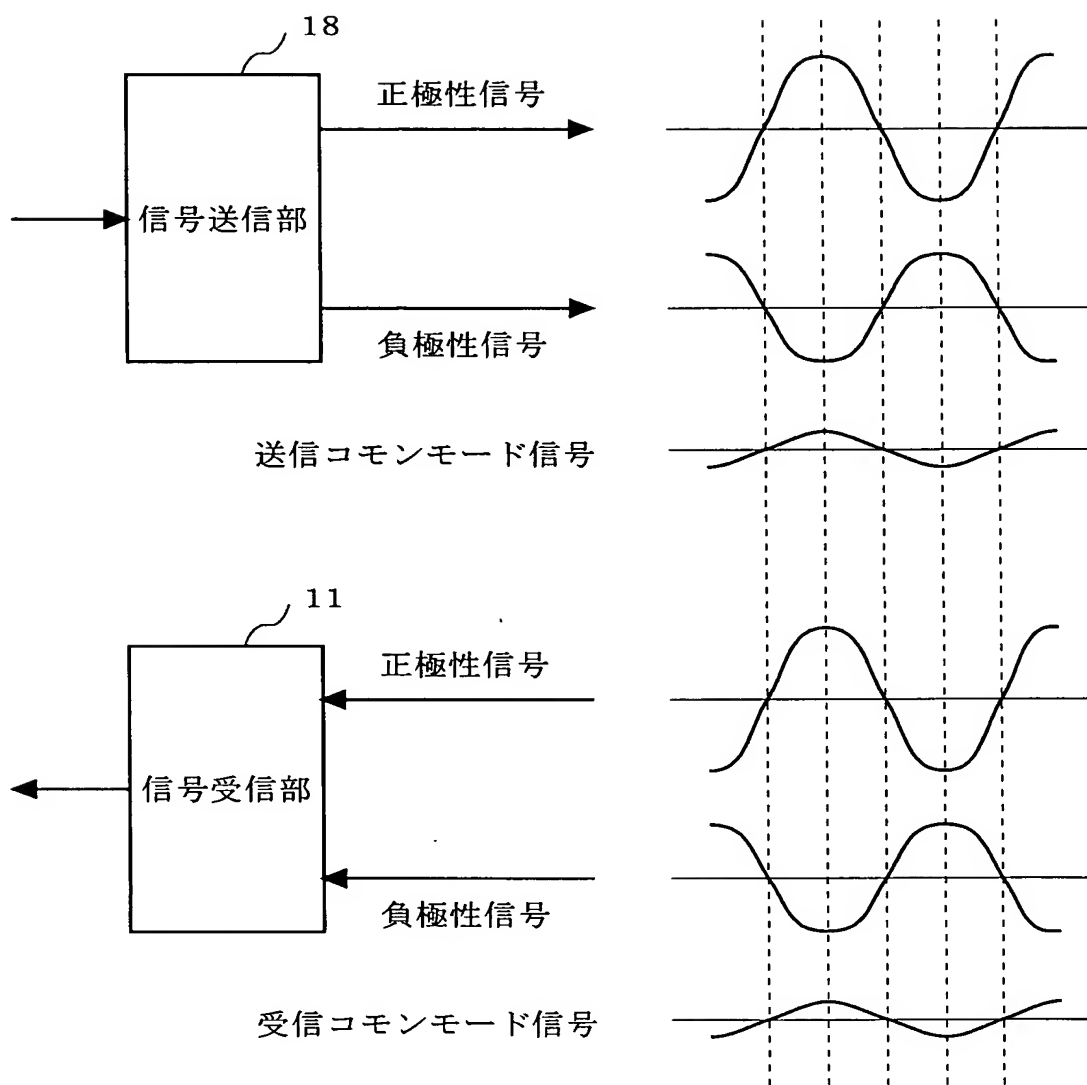 18
正極性信号
信号送信部
負極性信号
送信コモンモード信号
11
正極性信号
信号受信部
負極性信号
受信コモンモード信号